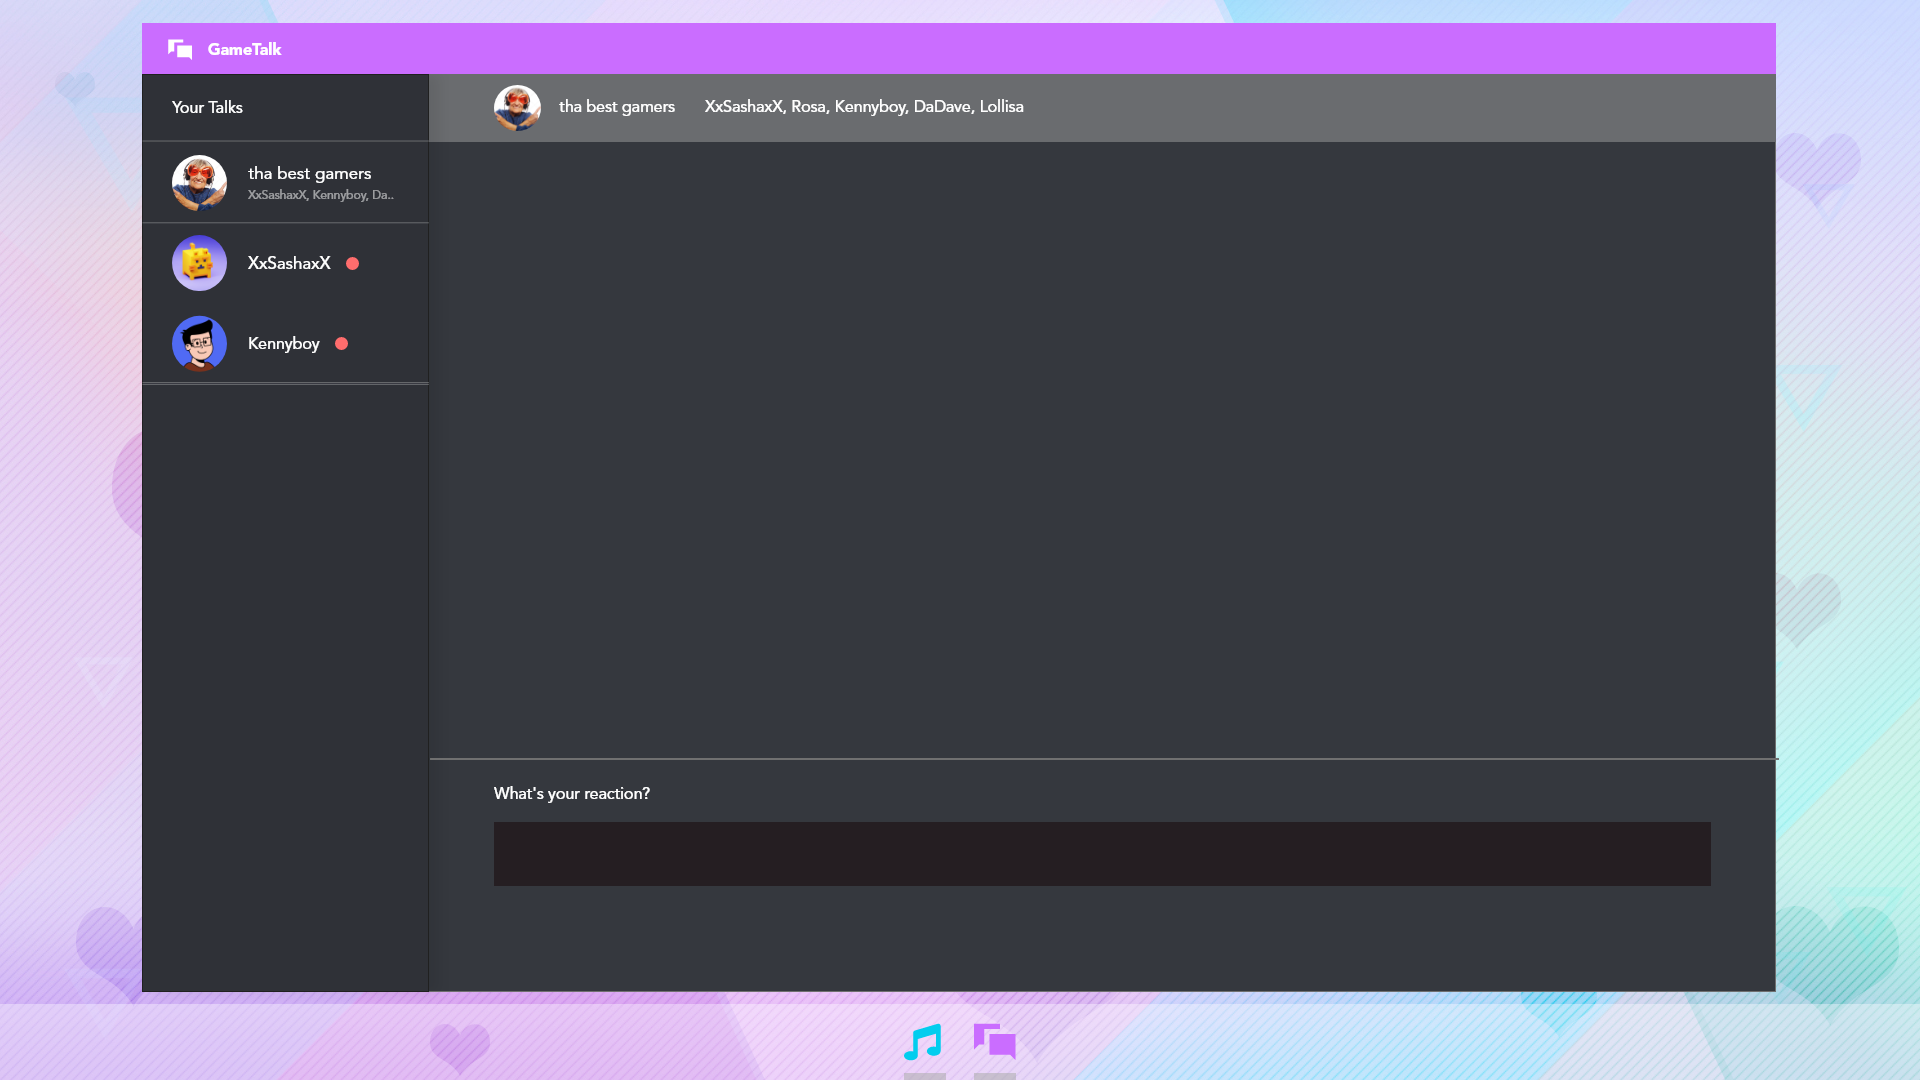 GameTalk
Your Talks
tha best gamers
XxSashaxX, Kennyboy, Da..
XxSashaxX
Kennyboy
tha best gamers XxSashaxX, Rosa, Kennyboy, DaDave, Lollisa
What's your reaction?